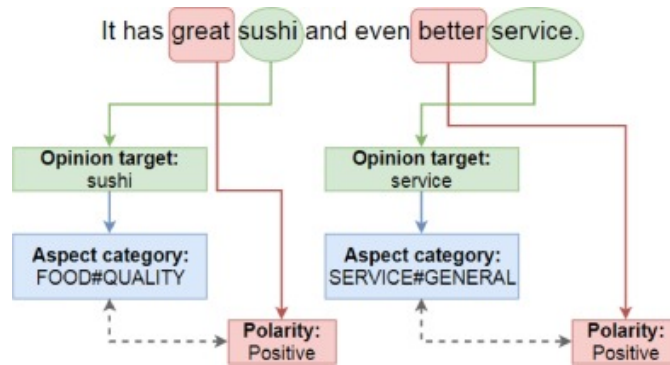 It has great sushi and even better service.
Opinion target:
sushi
Opinion target:
service
Aspect category:
FOOD#QUALITY
Aspect category:
SERVICE#GENERAL
Polarity:
Positive
Polarity:
Positive